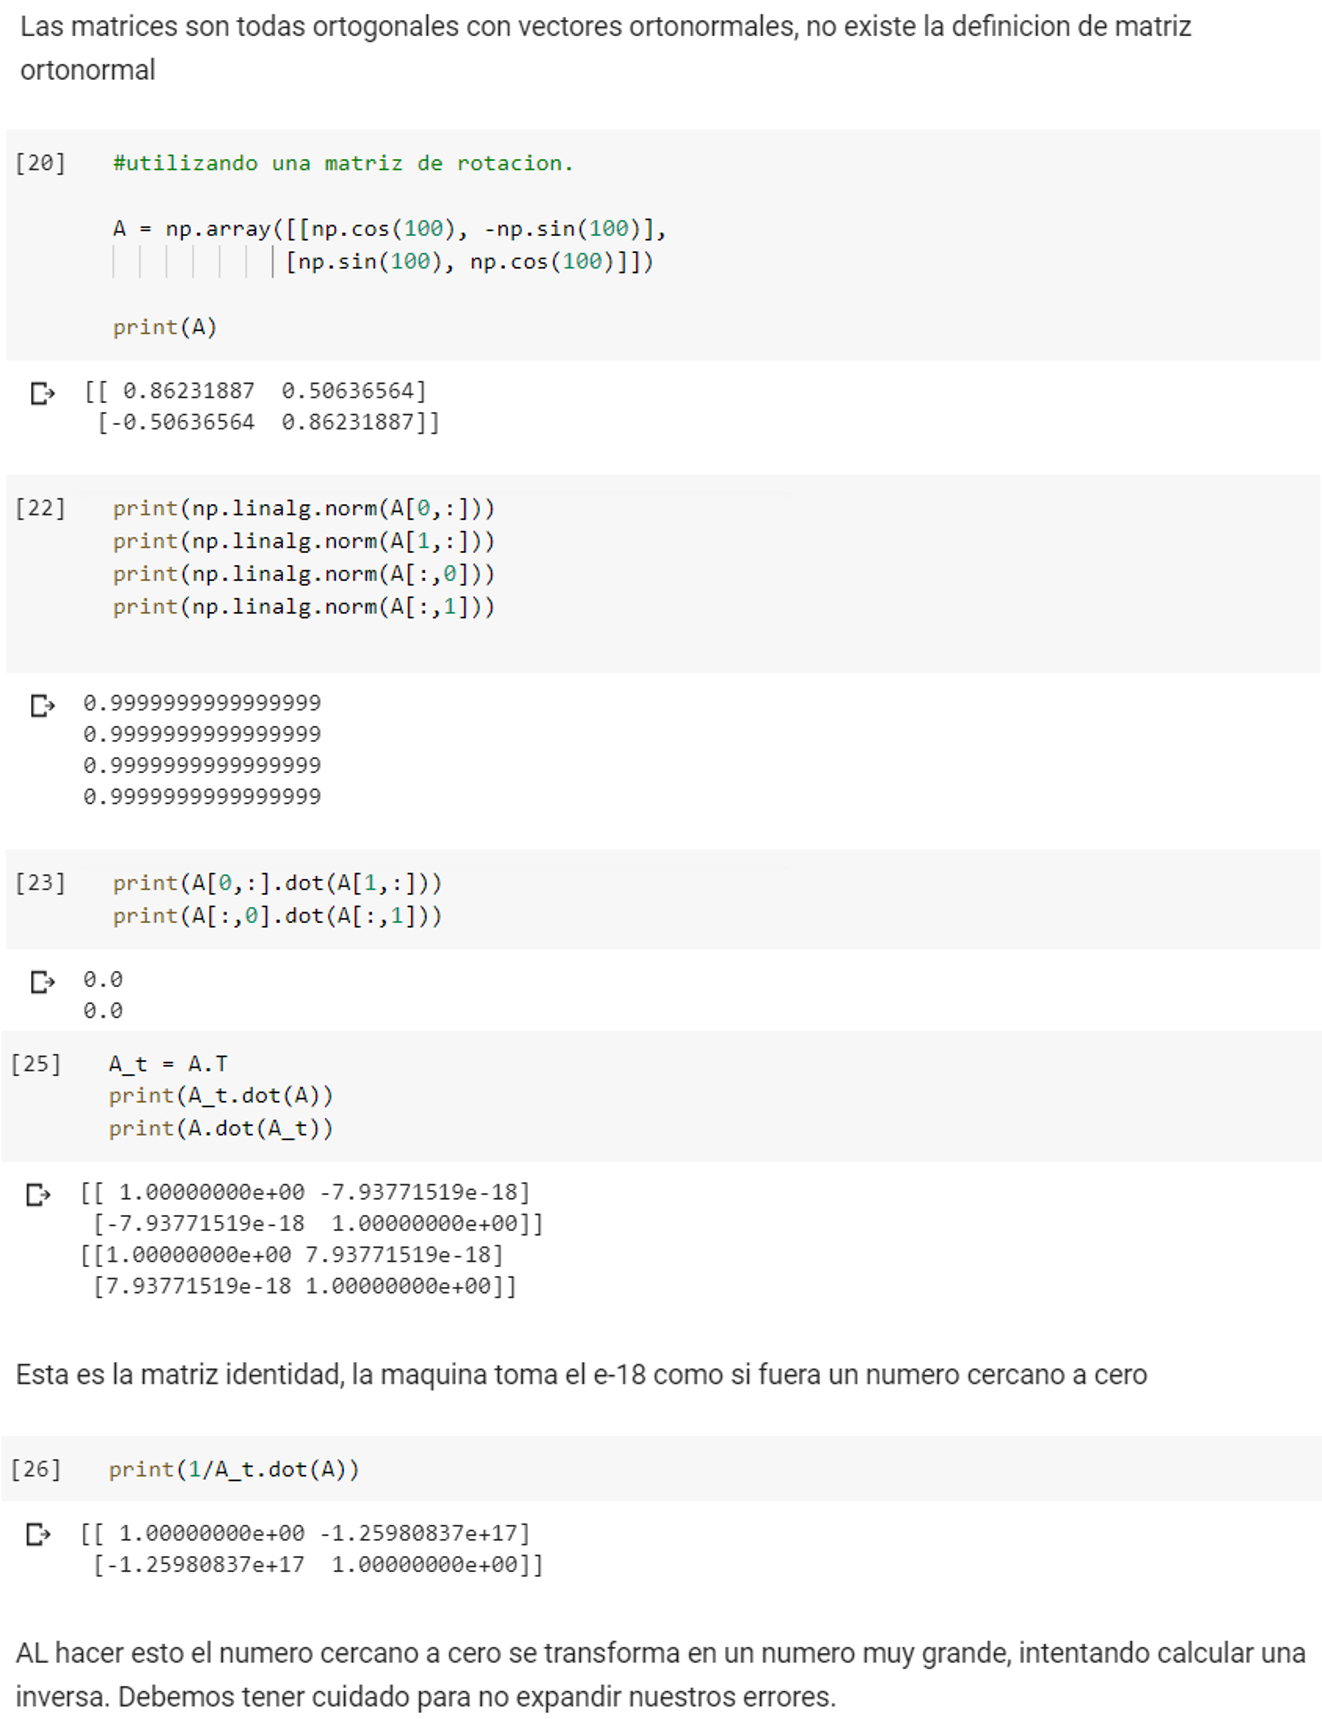 Las matrices son todas ortogonales con vectores ortonormales, no existe la definicion de matriz
ortonormal
[20] #utilizando una matriz de rotacion.
A = np.array([[np.cos(100), -np.sin(100)],
[np.sin(100), np.cos(100)]])
print(A)
[[ 0.86231887  0.50636564]
[-0.50636564  0.86231887]]
[22] print(np.linalg.norm(A[0,:]))
print(np.linalg.norm(A[1,:]))
print(np.linalg.norm(A[:,0]))
print(np.linalg.norm(A[:,1]))
0.9999999999999999
0.9999999999999999
0.9999999999999999
0.9999999999999999
[23] print(A[0,:].dot(A[1,:]))
print(A[:,0].dot(A[:,1]))
0.0
0.0
[25] A_t = A.T
print(A_t.dot(A))
print(A.dot(A_t))
[[ 1.00000000e+00 -7.93771519e-18]
[-7.93771519e-18  1.00000000e+00]]
[[1.00000000e+00 7.93771519e-18]
[7.93771519e-18 1.00000000e+00]]
Esta es la matriz identidad, la maquina toma el e-18 como si fuera un numero cercano a cero
[26] print(1/A_t.dot(A))
[[ 1.00000000e+00 -1.25980837e+17]
[-1.25980837e+17  1.00000000e+00]]
AL hacer esto el numero cercano a cero se transforma en un numero muy grande, intentando calcular una
inversa. Debemos tener cuidado para no expandir nuestros errores.